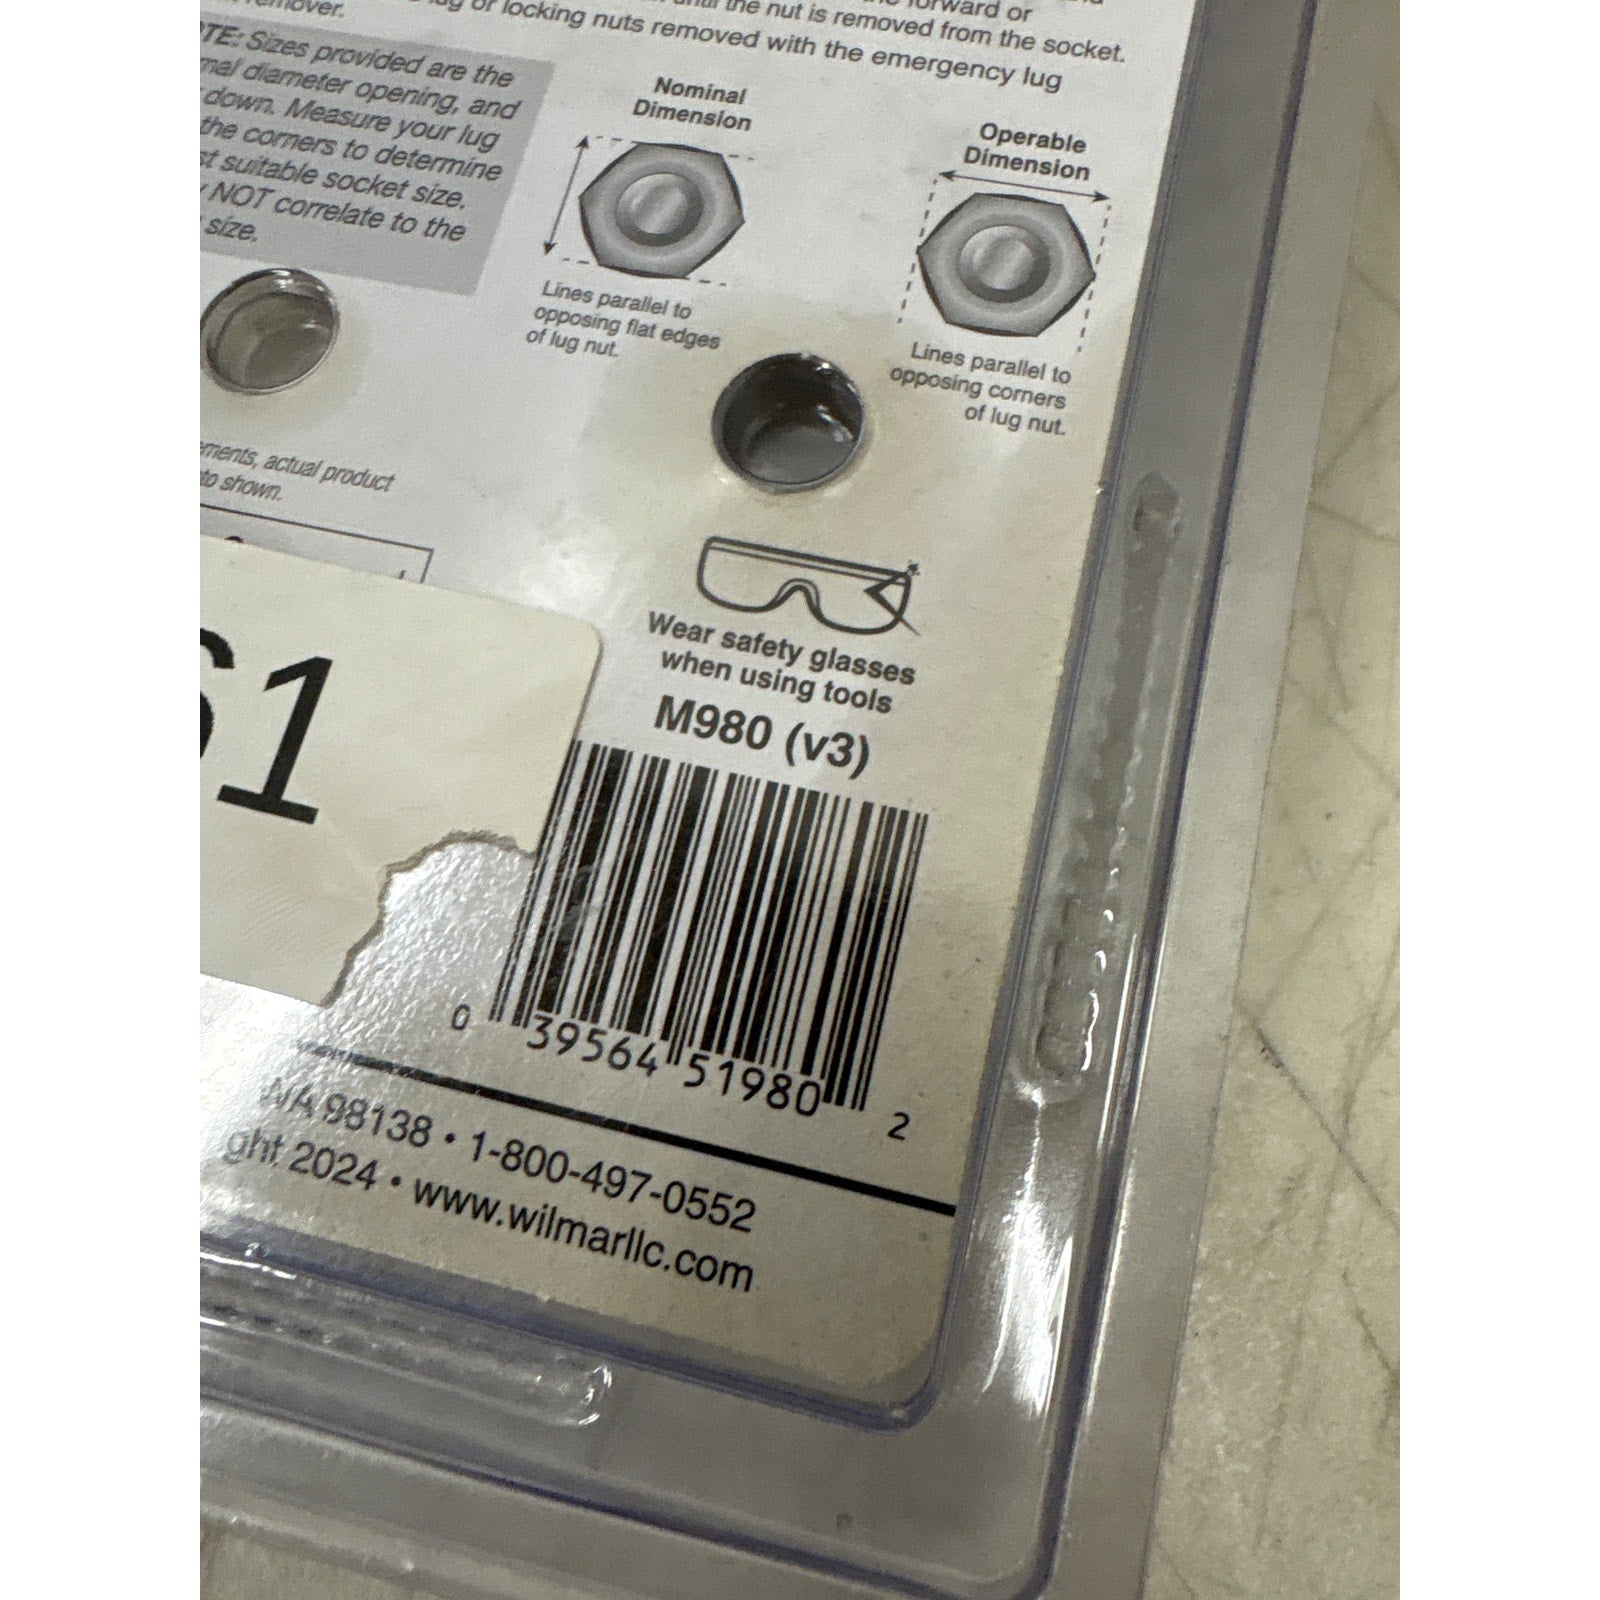 forward or
until the nut is removed from the socket.
lug or locking nuts removed with the emergency lug
remover.
NOTE: Sizes provided are the
diameter opening, and
down. Measure your lug
the corners to determine
suitable socket size.
NOT correlate to the
size.
Nominal
Dimension
Lines parallel to
opposing flat edges
of lug nut.
Operable
Dimension
Lines parallel to
opposing corners
of lug nut.
actual product
shown.
Wear safety glasses
when using tools
M980 (v3)
61
0 39564 51980 2
WA 98138 • 1-800-497-0552
ght 2024 • www.wilmarllc.com